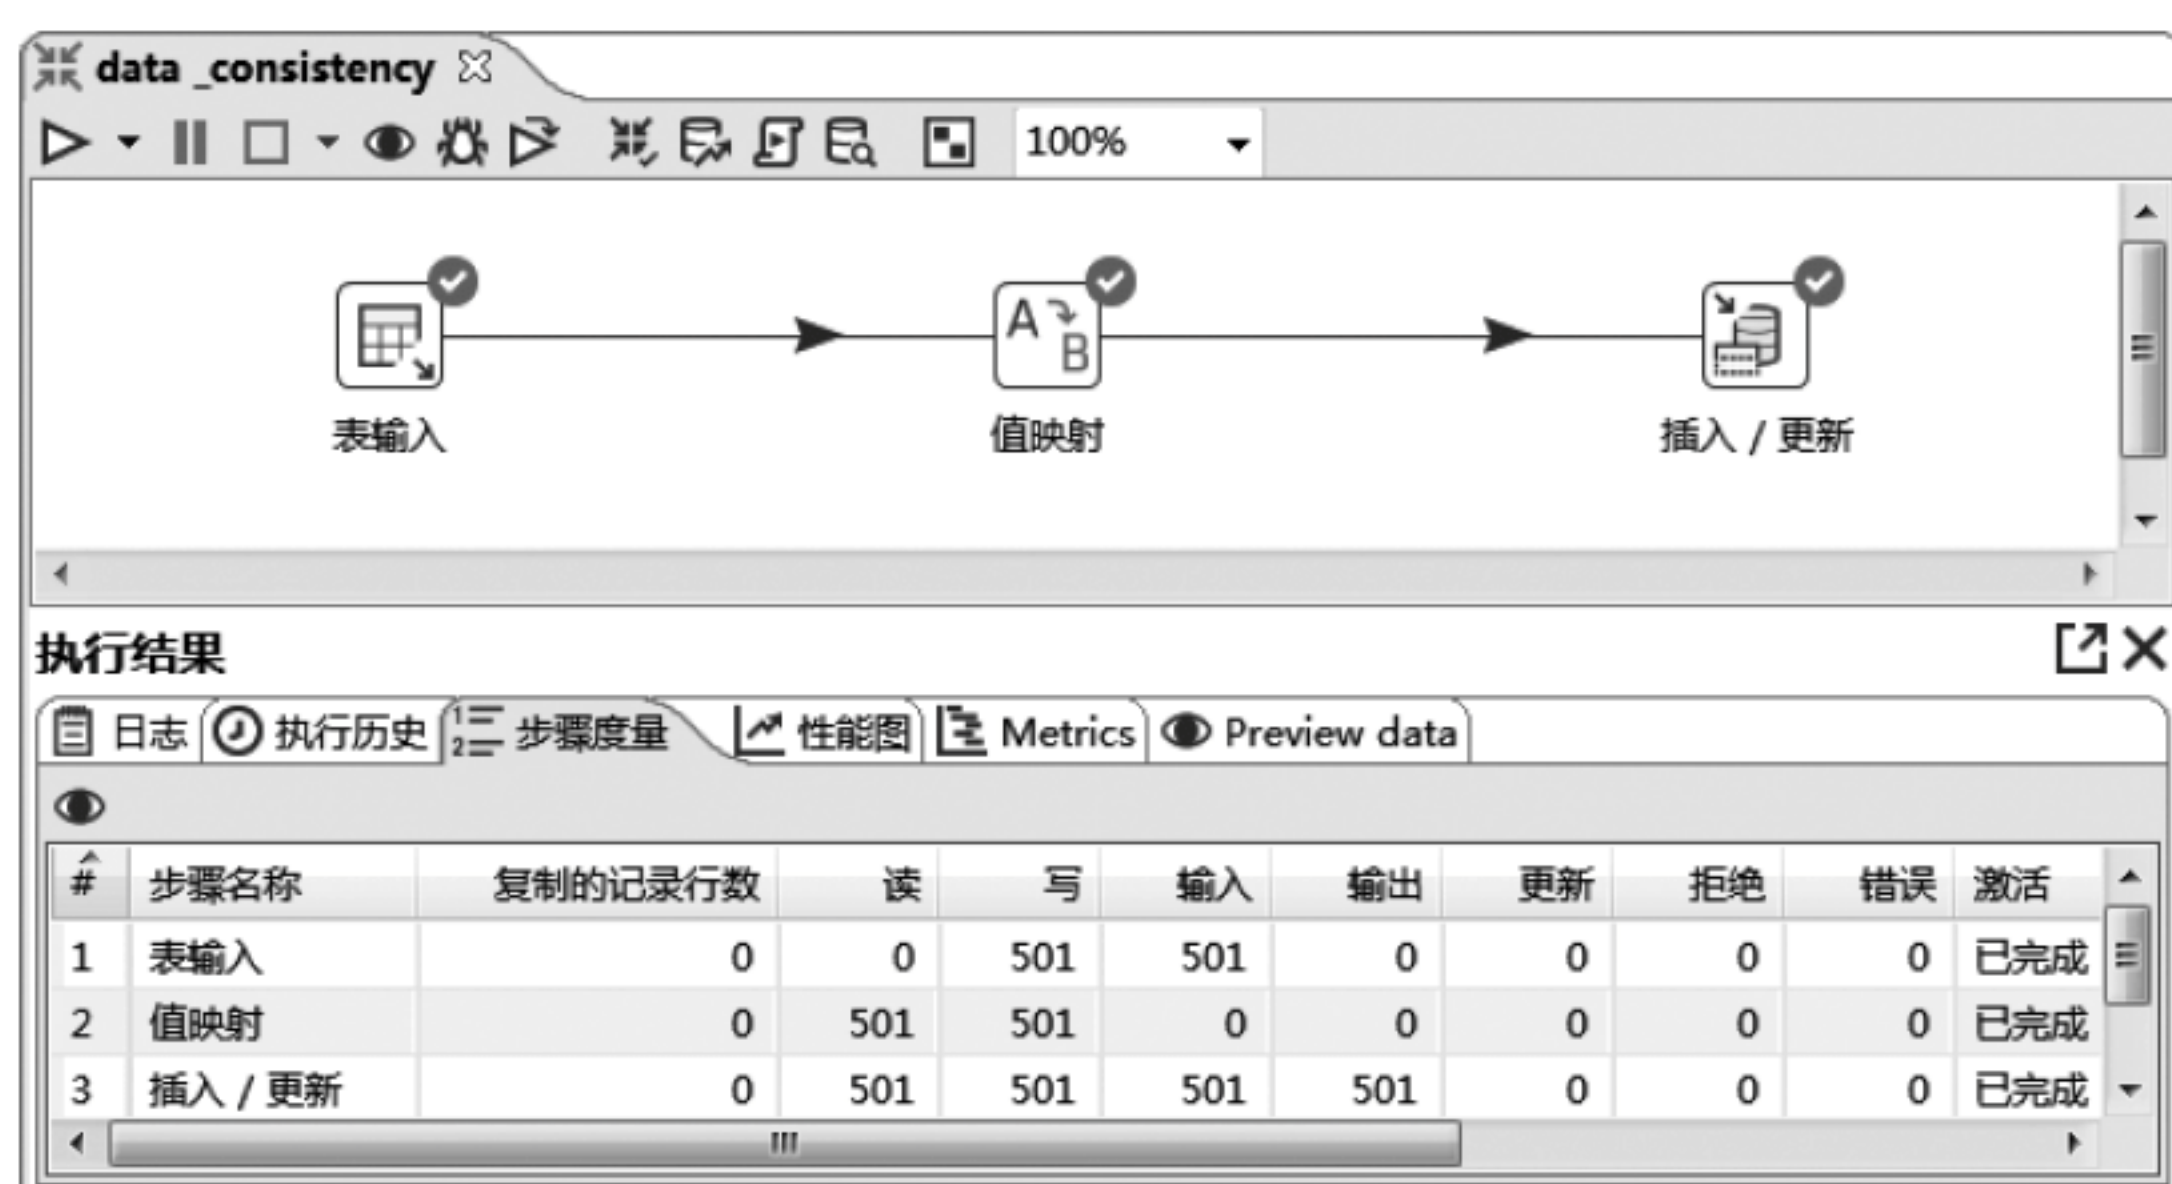 data _consistency
100%
A B
表输入 值映射 插入 / 更新
执行结果
日志 执行历史 步骤度量 性能图 Metrics Preview data
# 步骤名称 复制的记录行数 读 写 输入 输出 更新 拒绝 错误 激活
1 表输入 0 0 501 501 0 0 0 0 已完成
2 值映射 0 501 501 0 0 0 0 0 已完成
3 插入 / 更新 0 501 501 501 501 0 0 0 已完成